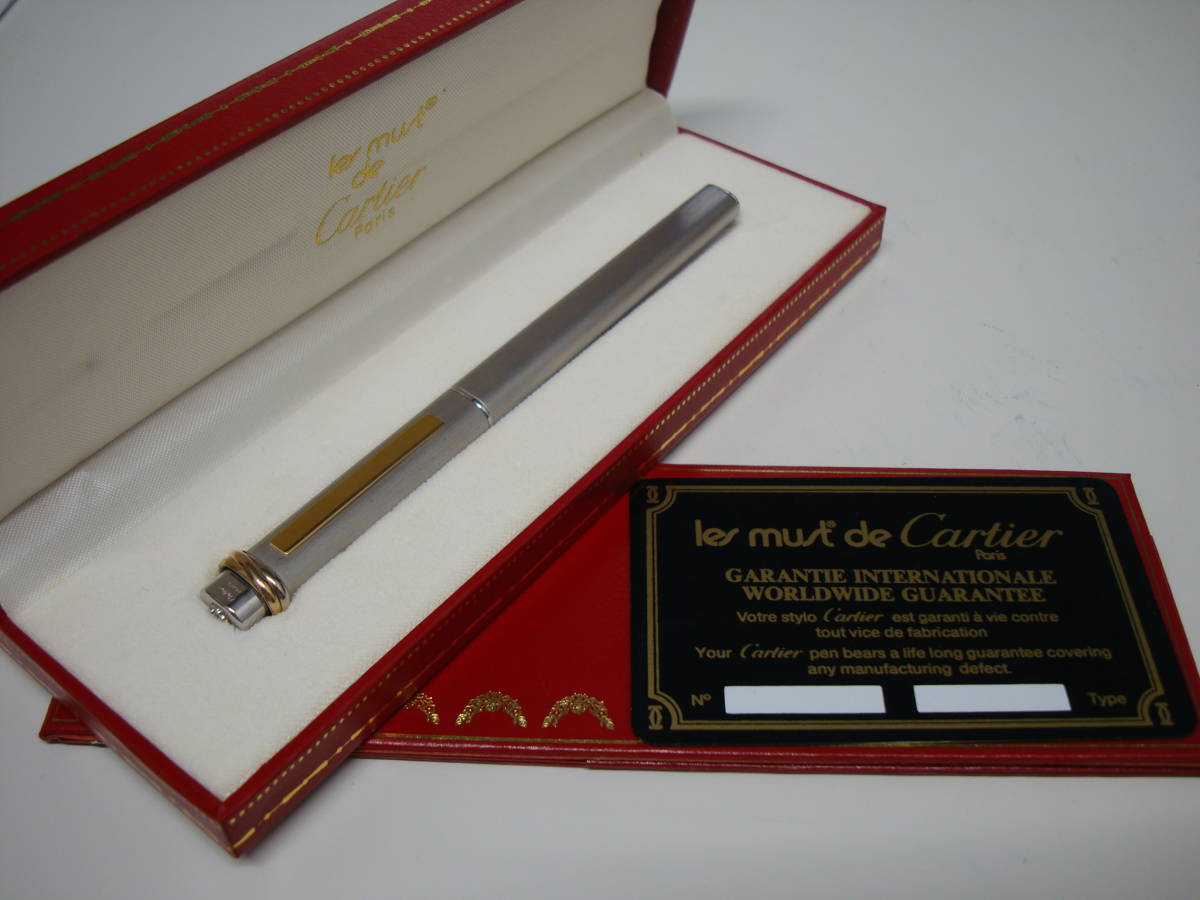 les must®
de
Cartier
Paris
les must® de Cartier
Paris
GARANTIE INTERNATIONALE
WORLDWIDE GUARANTEE
Votre stylo Cartier est garanti à vie contre
tout vice de fabrication
Your Cartier pen bears a life long guarantee covering
any manufacturing defect.
Nº Type